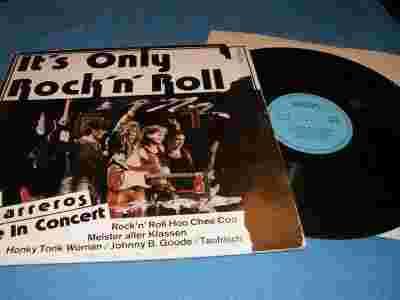 It's Only
Rock'n' Roll
arreros
e In Concert
Rock'n' Roll Hoo Chee Coo
Meister aller Klassen
Honky Tonk Woman / Johnny B. Goode / Taufrisch